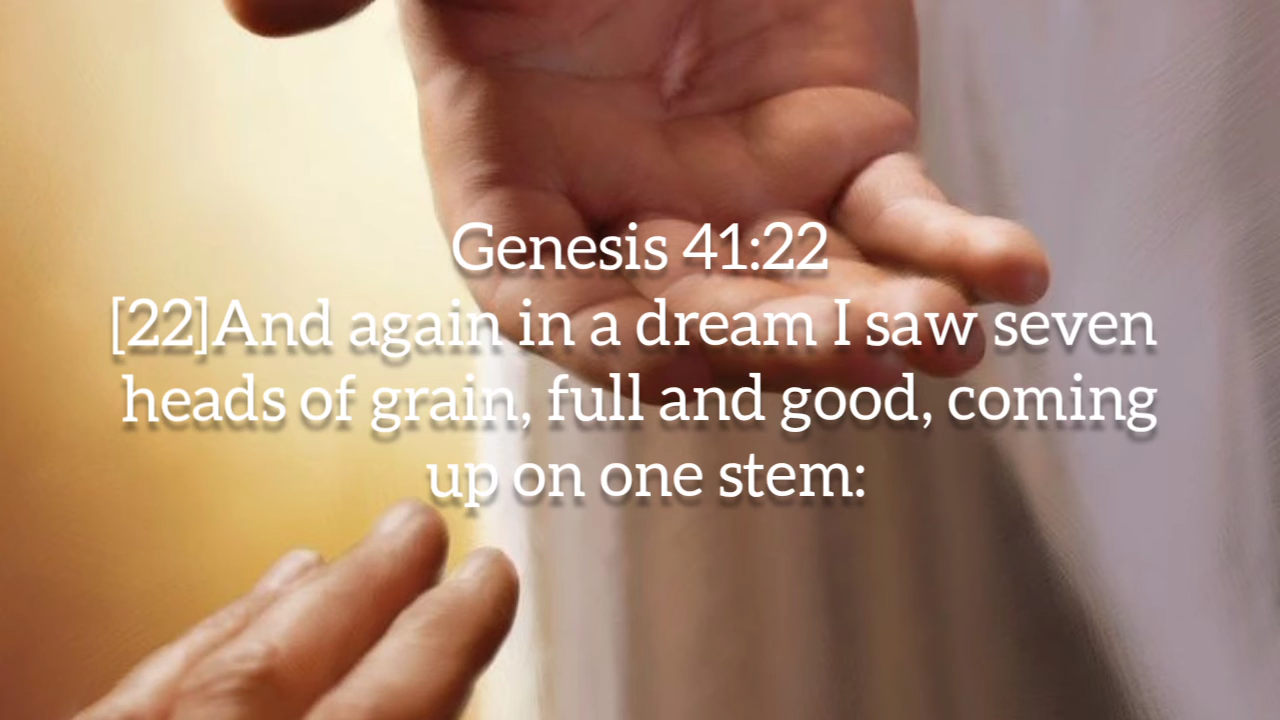 Genesis 41:22
[22]And again in a dream I saw seven
heads of grain, full and good, coming
up on one stem: